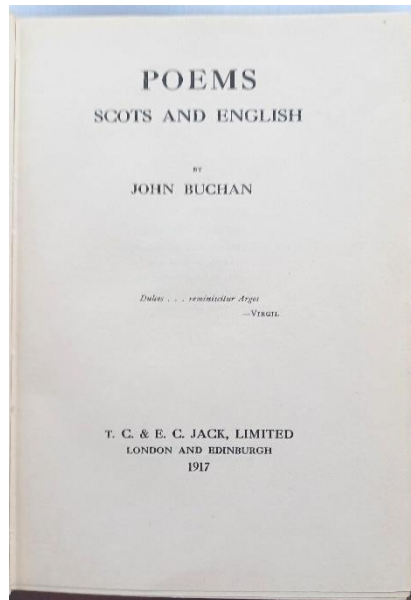 POEMS
SCOTS AND ENGLISH
BY
JOHN BUCHAN
Dulces . . . reminiscitur Argos
—VIRGIL
T. C. & E. C. JACK, LIMITED
LONDON AND EDINBURGH
1917